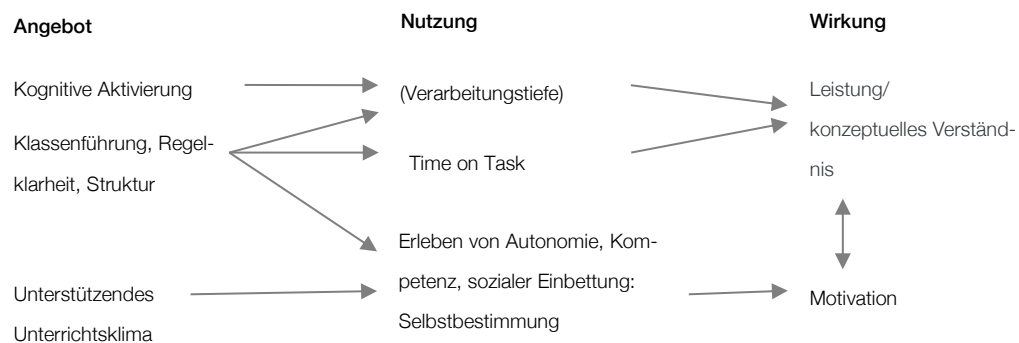 Angebot
Nutzung
Wirkung
Kognitive Aktivierung
(Verarbeitungstiefe)
Leistung/
konzeptuelles Verständ-
nis
Klassenführung, Regel-
klarheit, Struktur
Time on Task
Erleben von Autonomie, Kom-
petenz, sozialer Einbettung:
Selbstbestimmung
Unterstützendes
Unterrichtsklima
Motivation